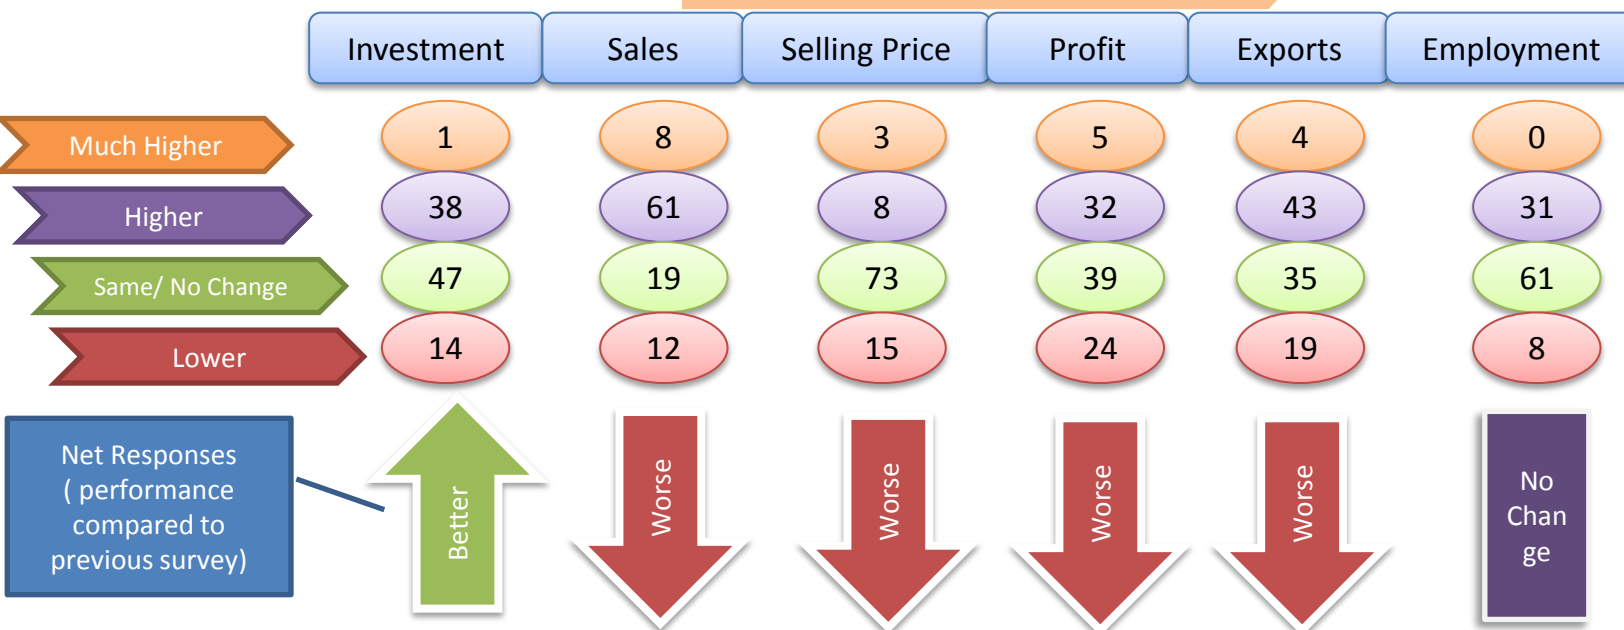 Investment Sales Selling Price Profit Exports Employment
Much Higher 1 8 3 5 4 0
Higher 38 61 8 32 43 31
Same/ No Change 47 19 73 39 35 61
Lower 14 12 15 24 19 8
Net Responses
( performance
compared to
previous survey)
Better
Worse
Worse
Worse
Worse
No
Chan
ge